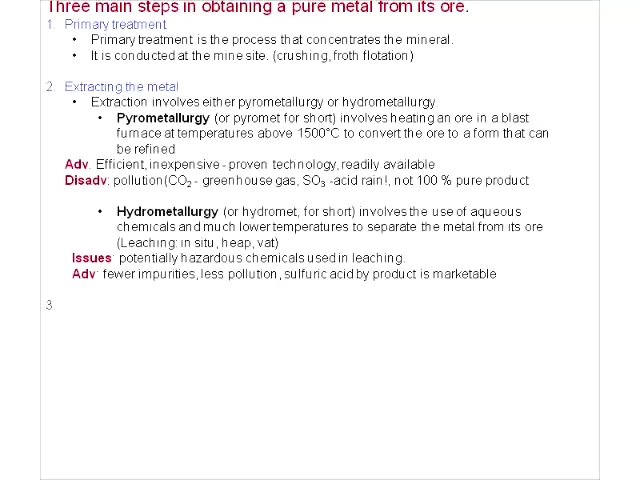 Three main steps in obtaining a pure metal from its ore.
1. Primary treatment
• Primary treatment is the process that concentrates the mineral.
• It is conducted at the mine site. (crushing, froth flotation)
2. Extracting the metal
• Extraction involves either pyrometallurgy or hydrometallurgy.
• Pyrometallurgy (or pyromet for short) involves heating an ore in a blast
furnace at temperatures above 1500°C to convert the ore to a form that can
be refined
Adv. Efficient, inexpensive - proven technology, readily available
Disadv: pollution(CO₂ - greenhouse gas, SO₃ -acid rain!, not 100 % pure product
• Hydrometallurgy (or hydromet, for short) involves the use of aqueous
chemicals and much lower temperatures to separate the metal from its ore
(Leaching: in situ, heap, vat)
Issues: potentially hazardous chemicals used in leaching.
Adv: fewer impurities, less pollution, sulfuric acid by product is marketable
3.